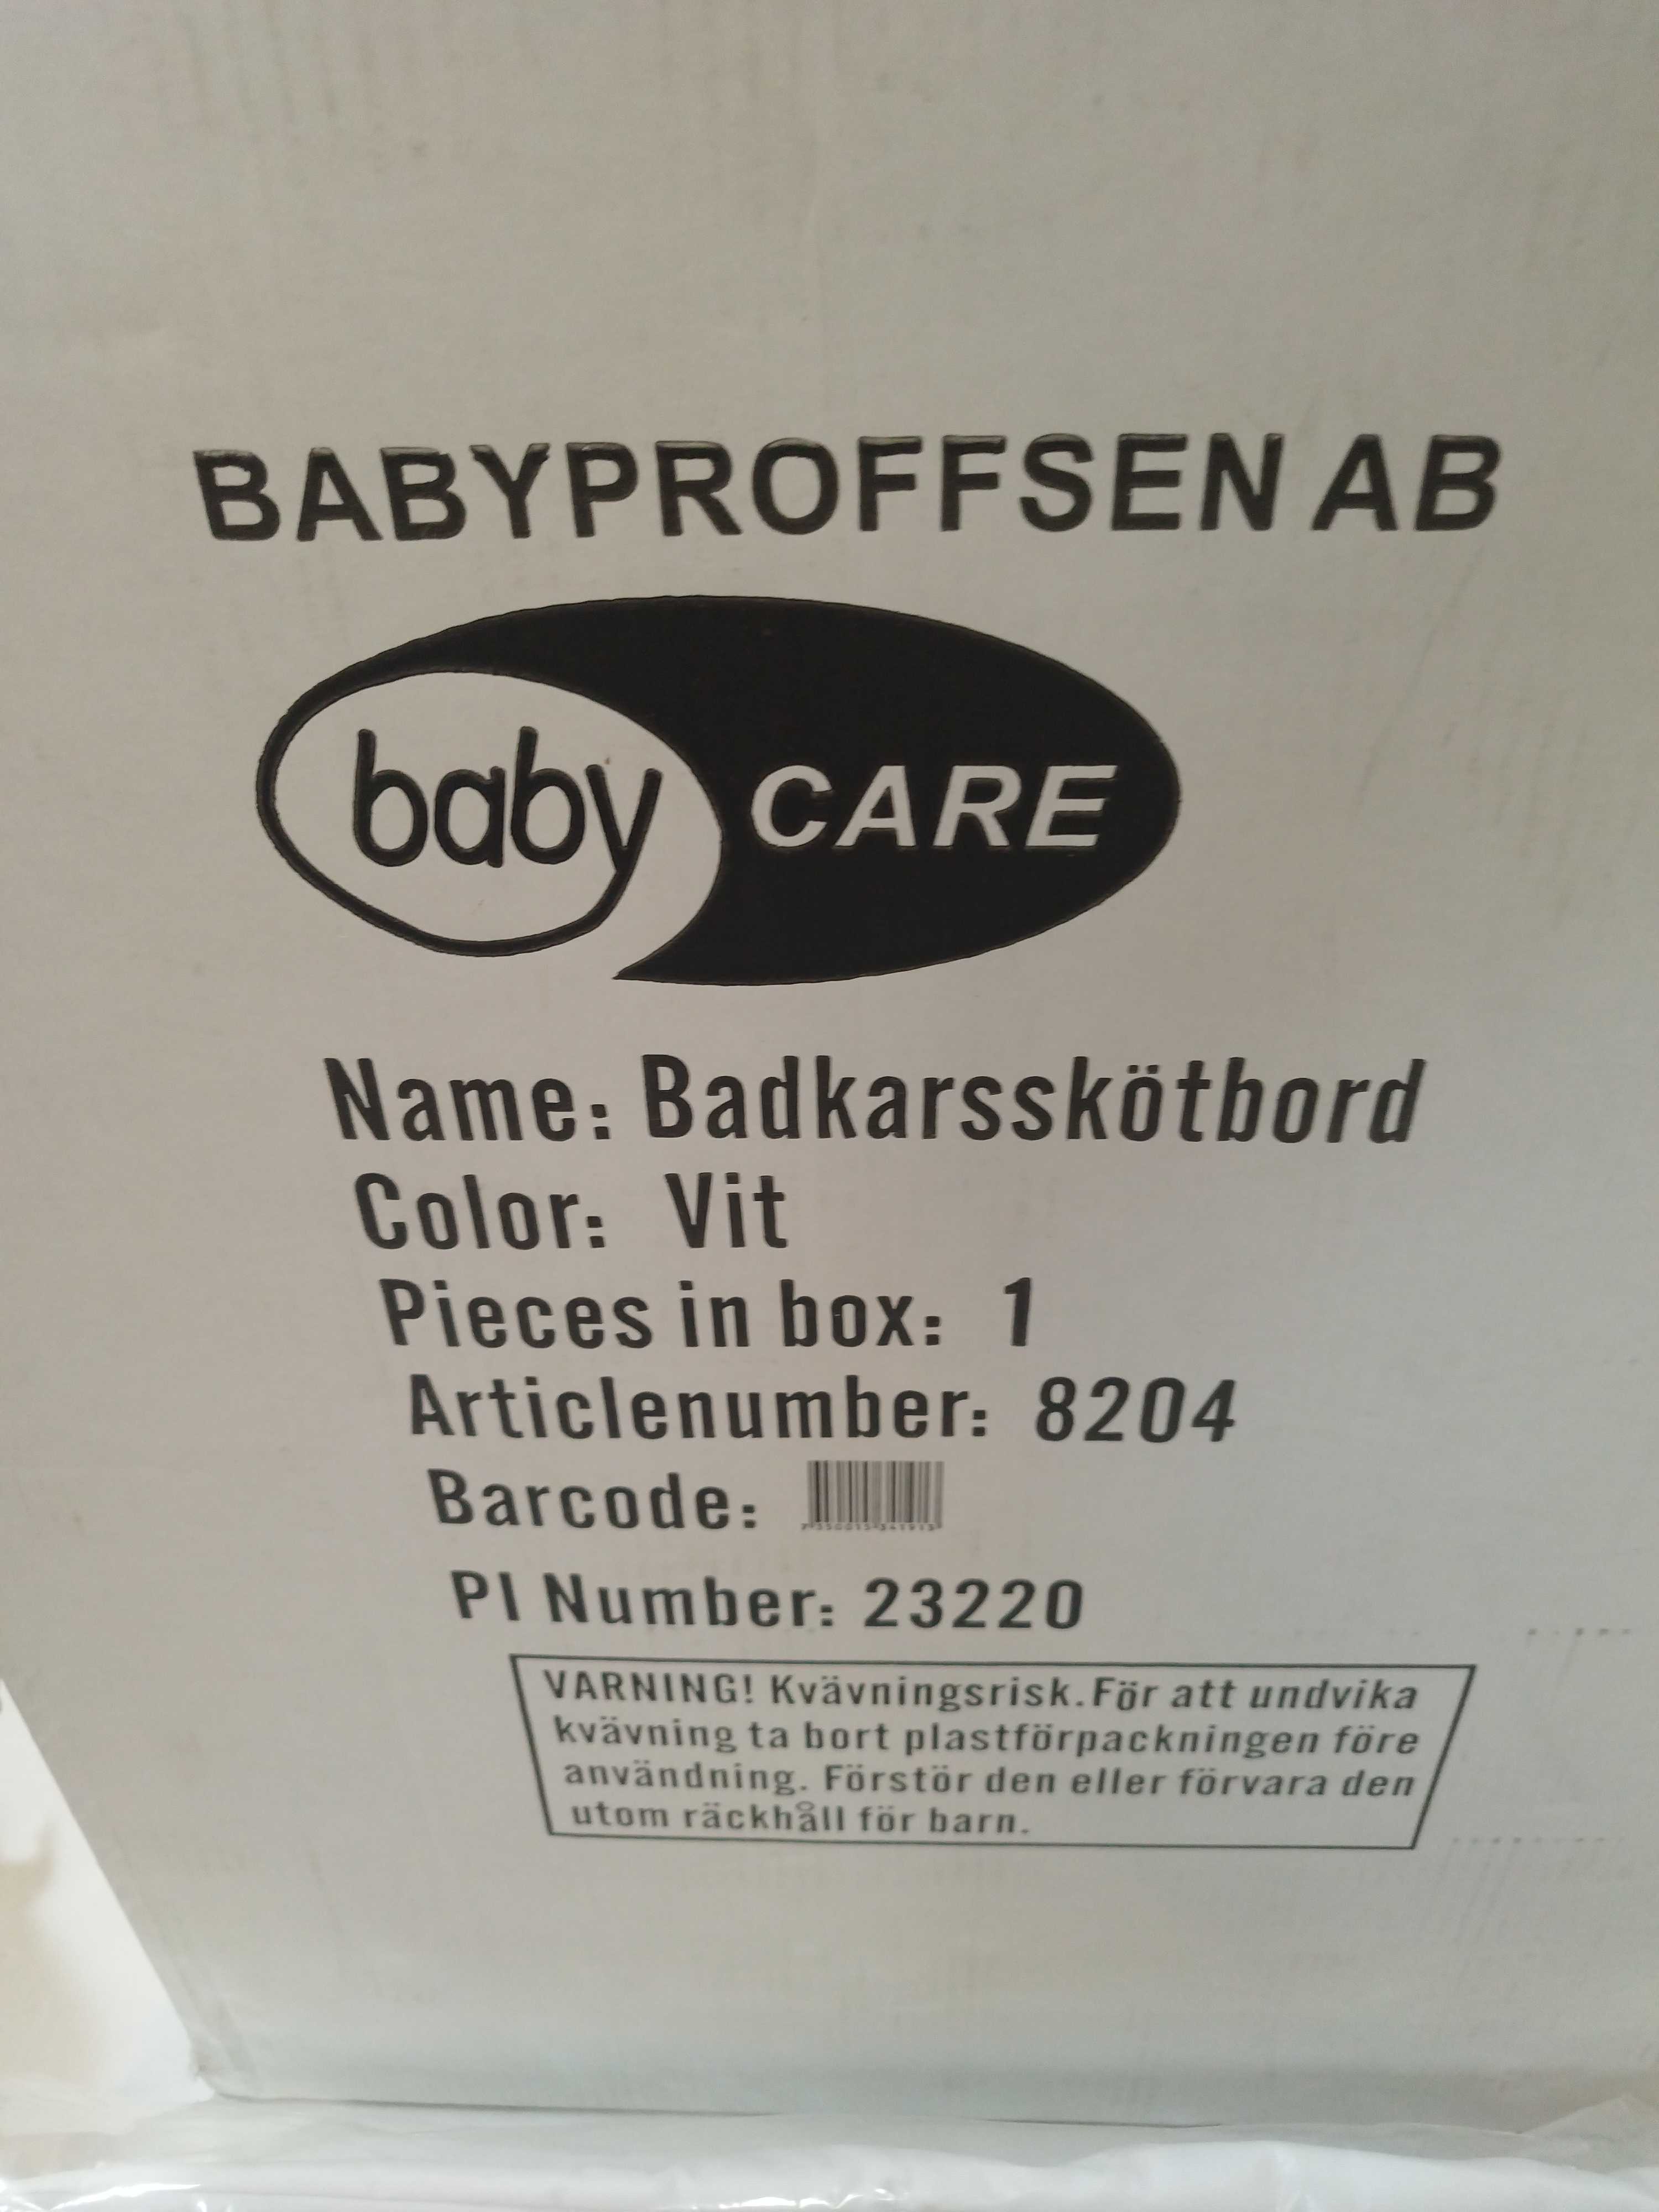 BABYPROFFSEN AB
baby CARE
Name: Badkarsskötbord
Color: Vit
Pieces in box: 1
Articlenumber: 8204
Barcode:
PI Number: 23220
VARNING! Kvävningsrisk. För att undvika
kvävning ta bort plastförpackningen före
användning. Förstör den eller förvara den
utom räckhåll för barn.